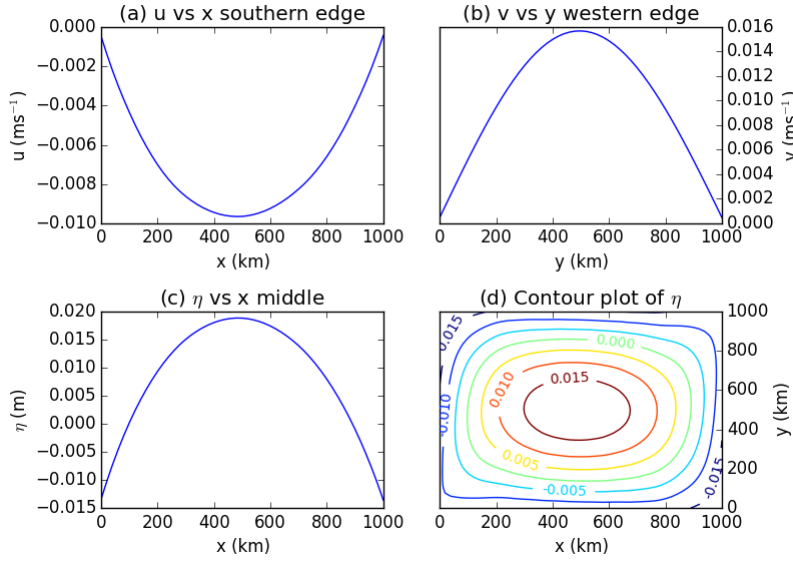 (a) u vs x southern edge
0.000
−0.002
−0.004
−0.006
−0.008
−0.010
u (ms⁻¹)
0 200 400 600 800 1000
x (km)
(b) v vs y western edge
0.016
0.014
0.012
0.010
0.008
0.006
0.004
0.002
0.000
v (ms⁻¹)
0 200 400 600 800 1000
y (km)
(c) η vs x middle
0.020
0.015
0.010
0.005
0.000
−0.005
−0.010
−0.015
η (m)
0 200 400 600 800 1000
x (km)
(d) Contour plot of η
1000
800
600
400
200
0
y (km)
0 200 400 600 800 1000
x (km)
-0.015
0.000
0.010
0.015
-0.010
0.005
-0.005
-0.015